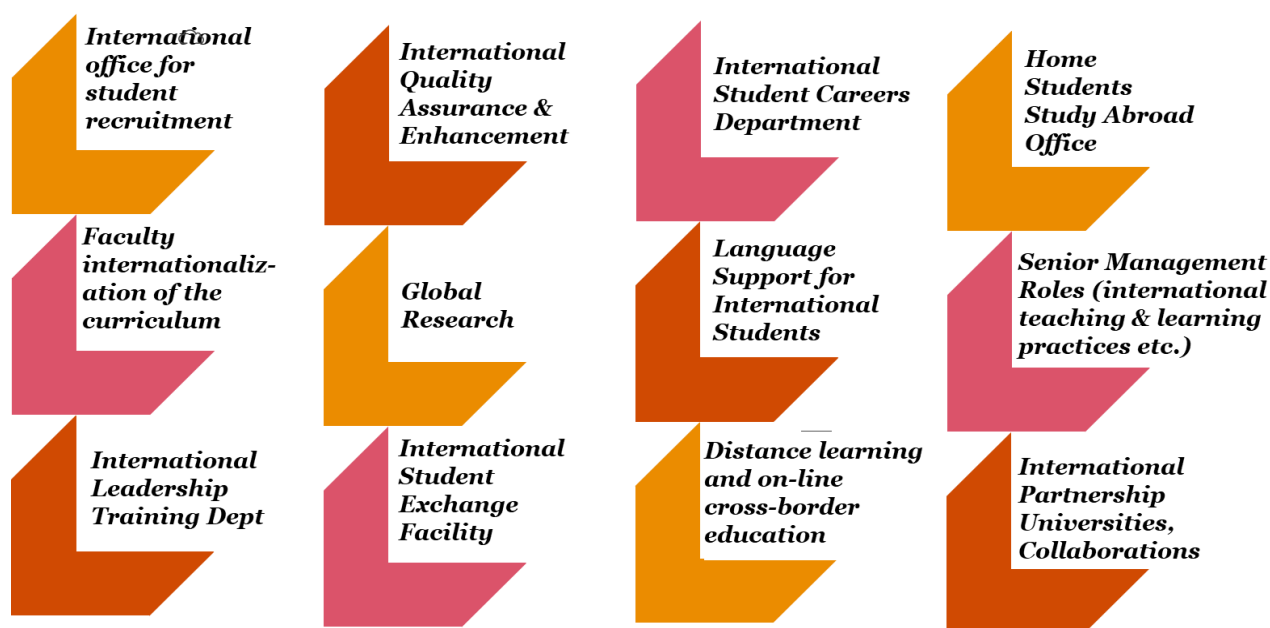 International
office for
student
recruitment
Faculty
internationaliz-
ation of the
curriculum
International
Leadership
Training Dept
International
Quality
Assurance &
Enhancement
Global
Research
International
Student
Exchange
Facility
International
Student Careers
Department
Language
Support for
International
Students
Distance learning
and on-line
cross-border
education
Home
Students
Study Abroad
Office
Senior Management
Roles (international
teaching & learning
practices etc.)
International
Partnership
Universities,
Collaborations